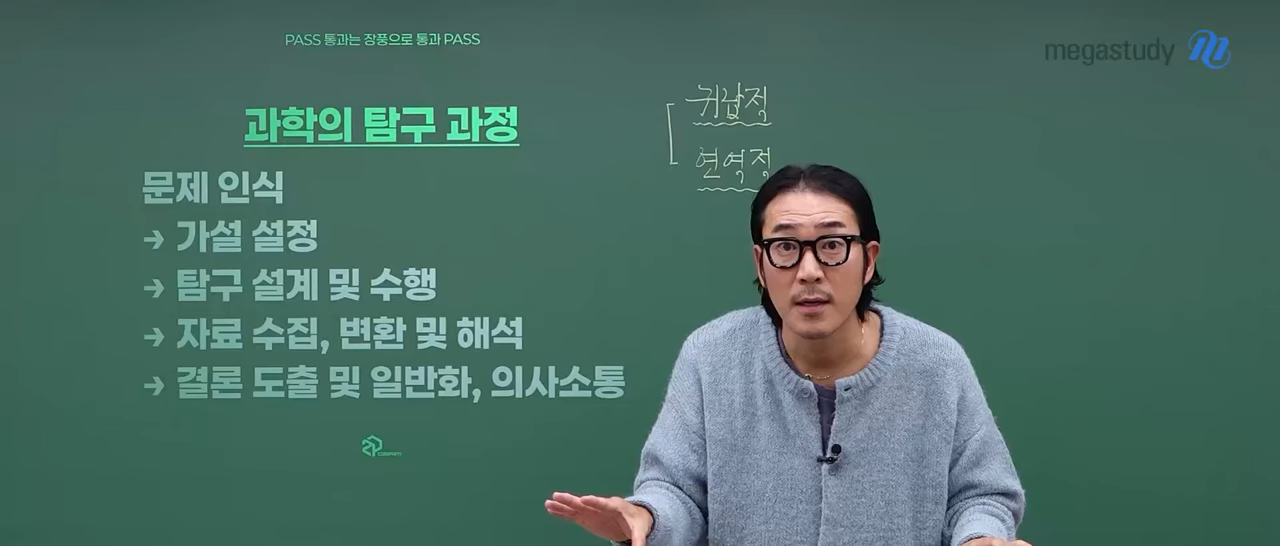 PASS 통과는 장풍으로 통과 PASS
megastudy
과학의 탐구 과정
귀납적
연역적
문제 인식
→ 가설 설정
→ 탐구 설계 및 수행
→ 자료 수집, 변환 및 해석
→ 결론 도출 및 일반화, 의사소통